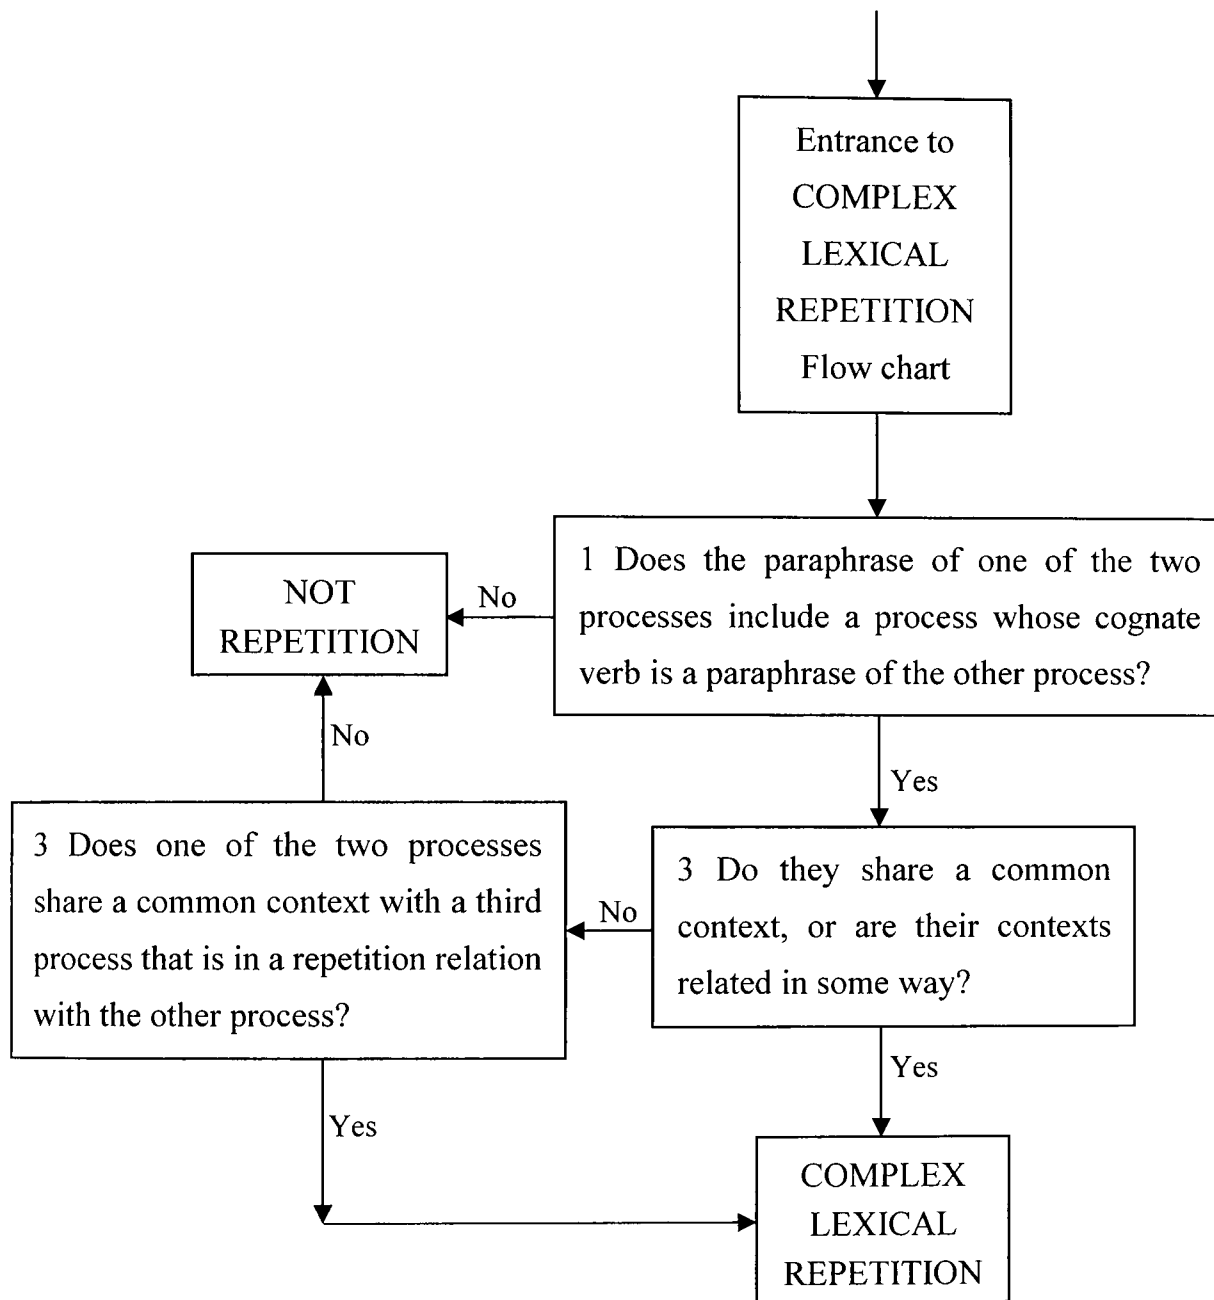 Entrance to
COMPLEX
LEXICAL
REPETITION
Flow chart
1 Does the paraphrase of one of the two
processes include a process whose cognate
verb is a paraphrase of the other process?
No
NOT
REPETITION
Yes
No
3 Do they share a common
context, or are their contexts
related in some way?
No
3 Does one of the two processes
share a common context with a third
process that is in a repetition relation
with the other process?
Yes
Yes
COMPLEX
LEXICAL
REPETITION